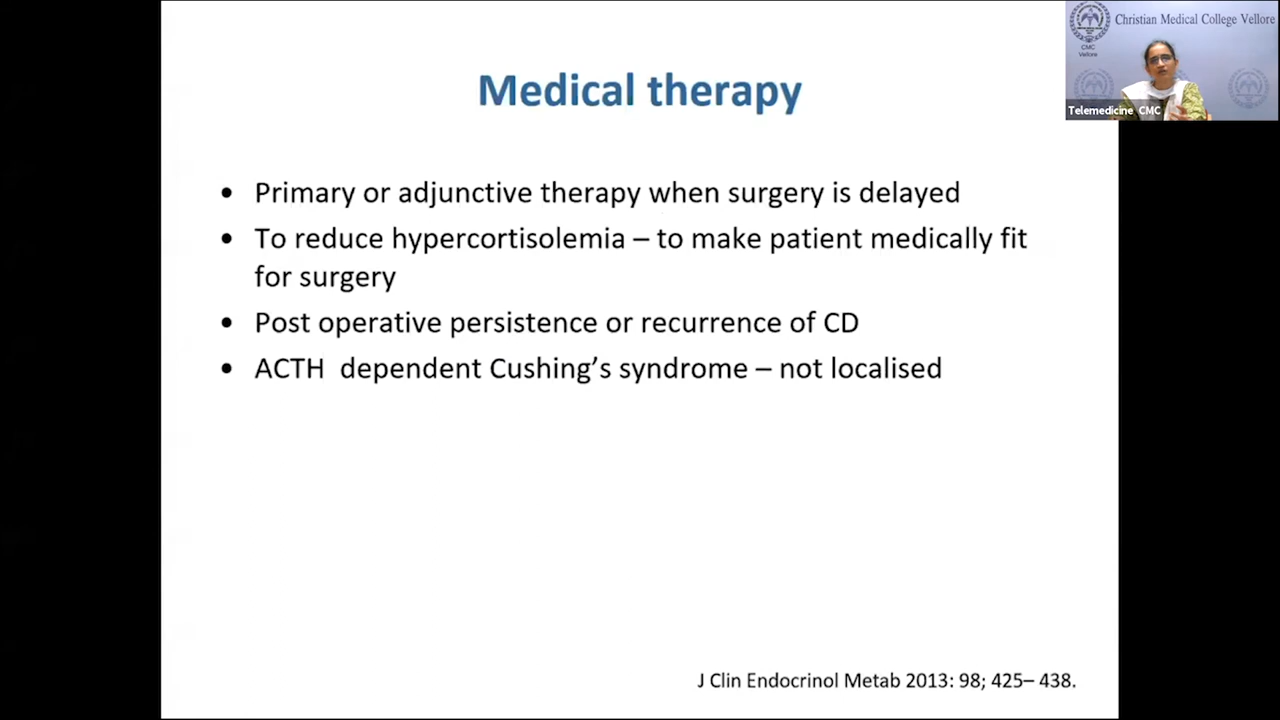 Christian Medical College Vellore
CMC
Vellore
Telemedicine CMC
Medical therapy
• Primary or adjunctive therapy when surgery is delayed
• To reduce hypercortisolemia – to make patient medically fit
for surgery
• Post operative persistence or recurrence of CD
• ACTH  dependent Cushing's syndrome – not localised
J Clin Endocrinol Metab 2013: 98; 425– 438.